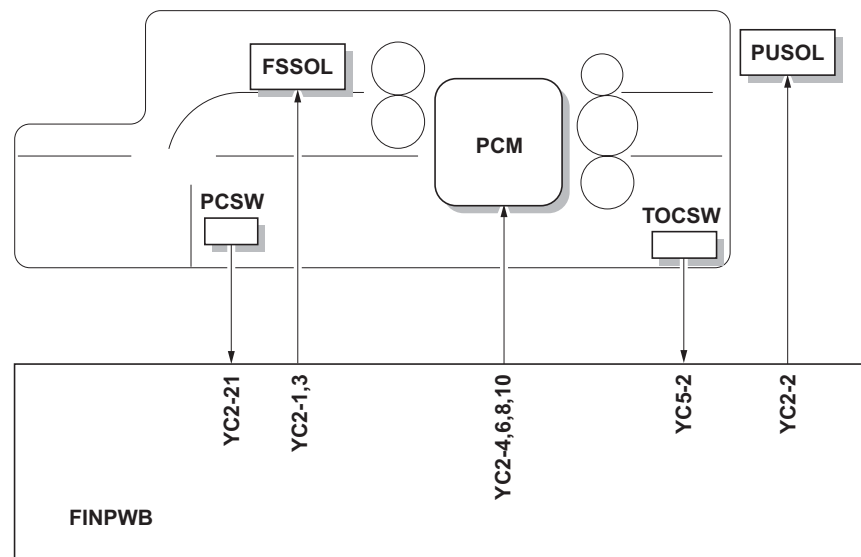 FSSOL
PUSOL
PCM
PCSW
TOCSW
YC2-21
YC2-1,3
YC2-4,6,8,10
YC5-2
YC2-2
FINPWB